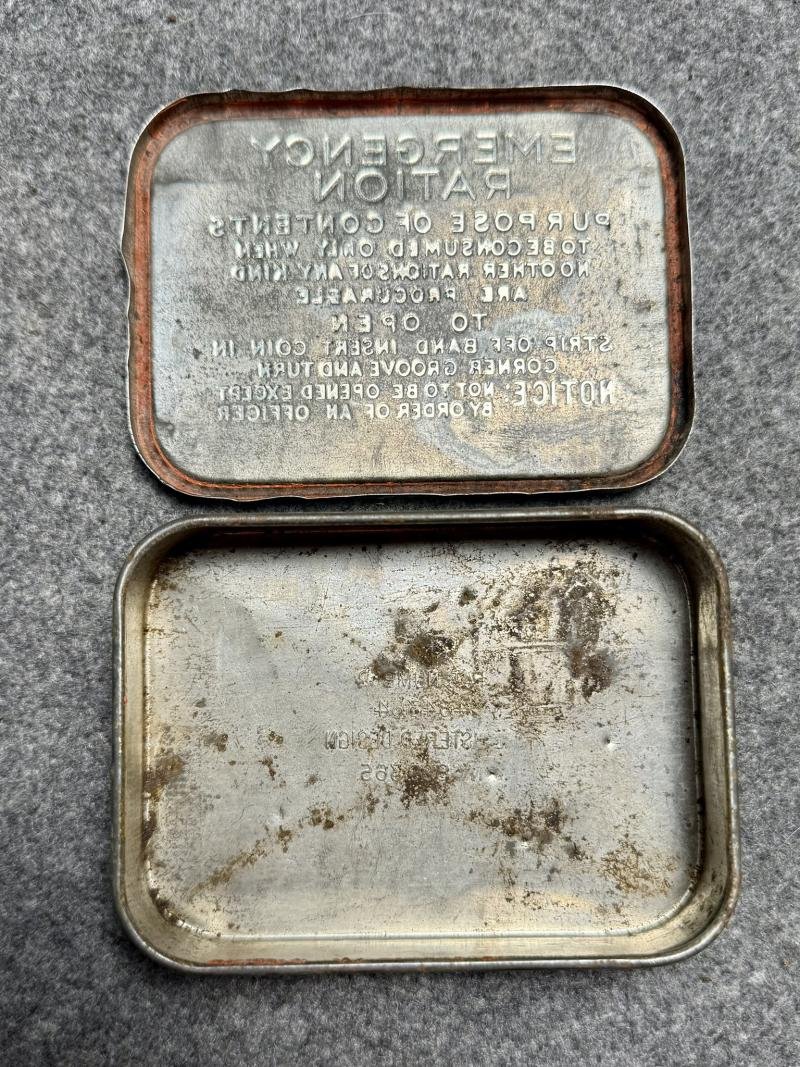 EMERGENCY
RATION
PURPOSE OF CONTENTS
TO BE CONSUMED ONLY WHEN
NO OTHER RATIONS OF ANY KIND
ARE PROCURABLE
TO OPEN
STRIP OFF BAND INSERT COIN IN
CORNER GROOVE AND TURN
NOTICE: NOT TO BE OPENED EXCEPT
BY ORDER OF AN OFFICER
DESIGN